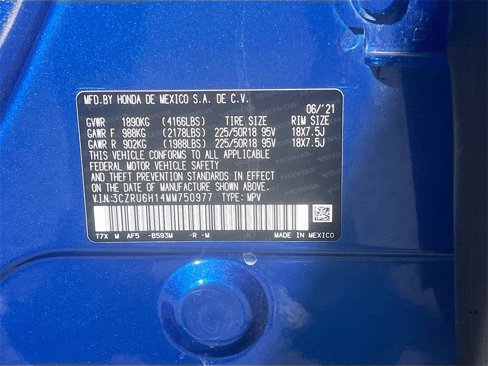 MFD.BY HONDA DE MEXICO S.A. DE C.V.
06/'21
GVWR 1890KG (4166LBS) TIRE SIZE RIM SIZE
GAWR F 988KG (2178LBS) 225/50R18 95V 18X7.5J
GAWR R 902KG (1988LBS) 225/50R18 95V 18X7.5J
THIS VEHICLE CONFORMS TO ALL APPLICABLE
FEDERAL MOTOR VEHICLE SAFETY
AND THEFT PREVENTION STANDARDS IN EFFECT ON
THE DATE OF MANUFACTURE SHOWN ABOVE.
V.I.N:3CZRU6H14MM750977 TYPE: MPV
T7X M AF5 -B593M -R -M
MADE IN MEXICO